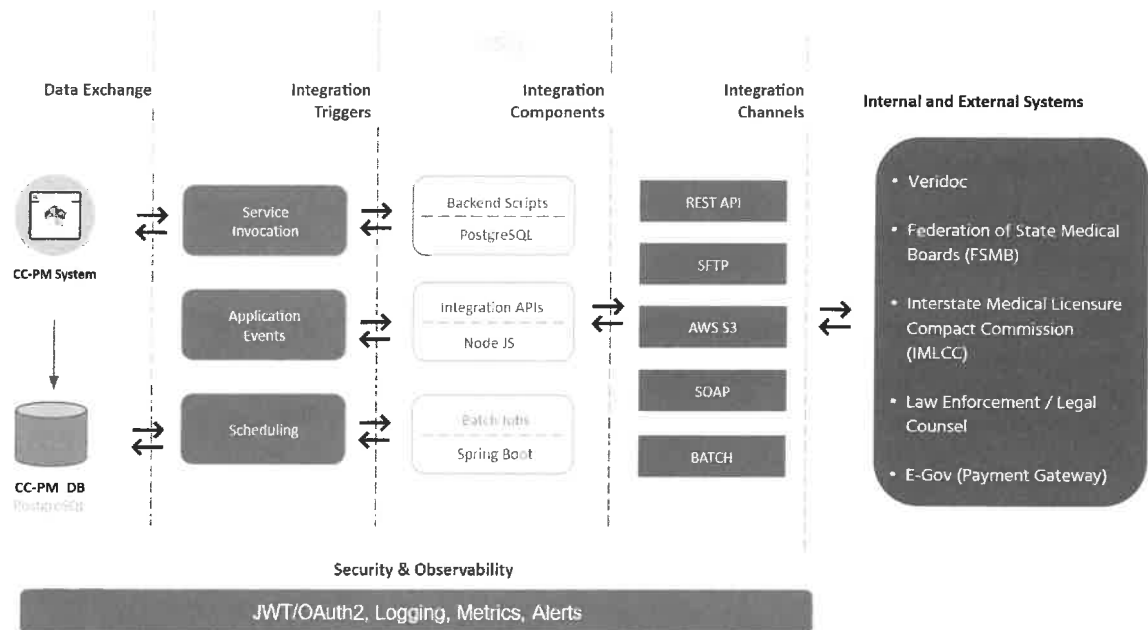 Data Exchange
Integration
Triggers
Integration
Components
Integration
Channels
Internal and External Systems
CC-PM System
CC-PM DB
PostgreSQL
Service
Invocation
Application
Events
Scheduling
Backend Scripts
PostgreSQL
Integration APIs
Node JS
Batch Jobs
Spring Boot
REST API
SFTP
AWS S3
SOAP
BATCH
• Veridoc
• Federation of State Medical
Boards (FSMB)
• Interstate Medical Licensure
Compact Commission
(IMLCC)
• Law Enforcement / Legal
Counsel
• E-Gov (Payment Gateway)
Security & Observability
JWT/OAuth2, Logging, Metrics, Alerts